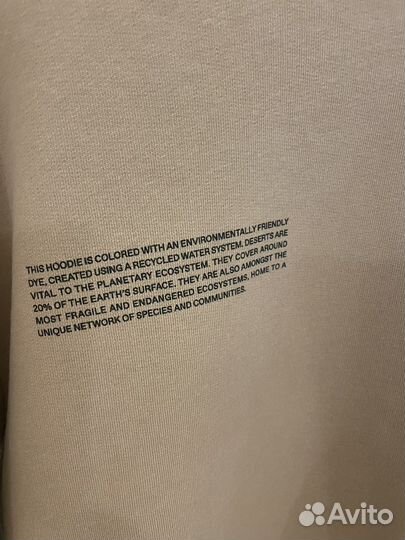 THIS HOODIE IS COLORED WITH AN ENVIRONMENTALLY FRIENDLY
DYE, CREATED USING A RECYCLED WATER SYSTEM. DESERTS ARE
VITAL TO THE PLANETARY ECOSYSTEM. THEY COVER AROUND
20% OF THE EARTH'S SURFACE. THEY ARE ALSO AMONGST THE
MOST FRAGILE AND ENDANGERED ECOSYSTEMS, HOME TO A
UNIQUE NETWORK OF SPECIES AND COMMUNITIES.
Avito